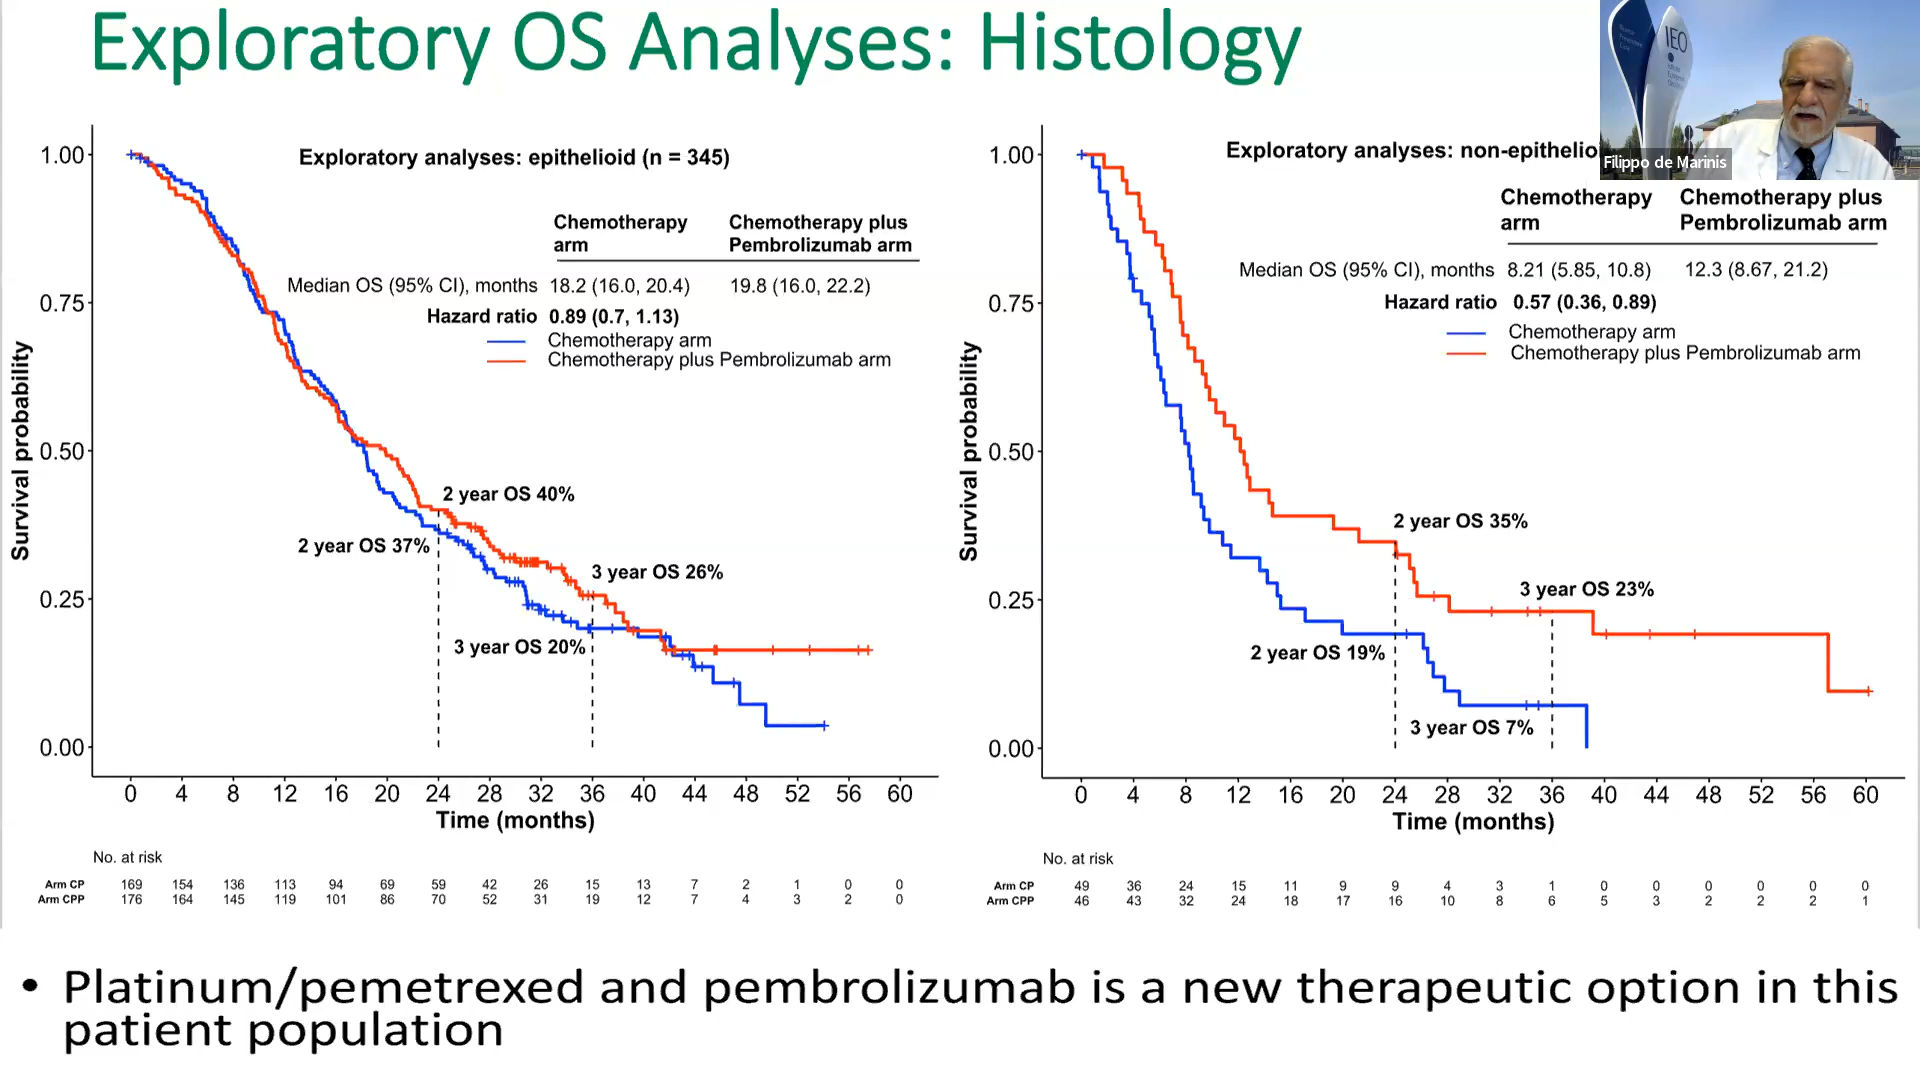 Exploratory OS Analyses: Histology
IEO
Filippo de Marinis
Exploratory analyses: epithelioid (n = 345)
Chemotherapy arm
Chemotherapy plus Pembrolizumab arm
Median OS (95% CI), months 18.2 (16.0, 20.4) 19.8 (16.0, 22.2)
Hazard ratio 0.89 (0.7, 1.13)
Chemotherapy arm
Chemotherapy plus Pembrolizumab arm
Survival probability
1.00
0.75
0.50
0.25
0.00
2 year OS 40%
2 year OS 37%
3 year OS 26%
3 year OS 20%
0 4 8 12 16 20 24 28 32 36 40 44 48 52 56 60
Time (months)
No. at risk
Arm CP 169 154 136 113 94 69 59 42 26 15 13 7 2 1 0 0
Arm CPP 176 164 145 119 101 86 70 52 31 19 12 7 4 3 2 0
Exploratory analyses: non-epithelio
Chemotherapy arm
Chemotherapy plus Pembrolizumab arm
Median OS (95% CI), months 8.21 (5.85, 10.8) 12.3 (8.67, 21.2)
Hazard ratio 0.57 (0.36, 0.89)
Chemotherapy arm
Chemotherapy plus Pembrolizumab arm
Survival probability
1.00
0.75
0.50
0.25
0.00
2 year OS 35%
3 year OS 23%
2 year OS 19%
3 year OS 7%
0 4 8 12 16 20 24 28 32 36 40 44 48 52 56 60
Time (months)
No. at risk
Arm CP 49 36 24 15 11 9 9 4 3 1 0 0 0 0 0 0
Arm CPP 46 43 32 24 18 17 16 10 8 6 5 3 2 2 2 1
• Platinum/pemetrexed and pembrolizumab is a new therapeutic option in this
patient population